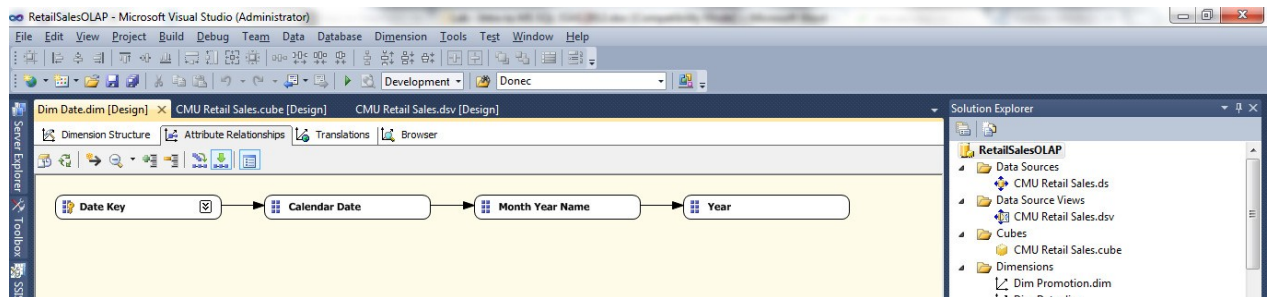 RetailSalesOLAP - Microsoft Visual Studio (Administrator)
File Edit View Project Build Debug Team Data Database Dimension Tools Test Window Help
Development Donec
Dim Date.dim [Design] CMU Retail Sales.cube [Design] CMU Retail Sales.dsv [Design]
Dimension Structure Attribute Relationships Translations Browser
Date Key Calendar Date Month Year Name Year
Server Explorer
Toolbox
Solution Explorer
RetailSalesOLAP
Data Sources
CMU Retail Sales.ds
Data Source Views
CMU Retail Sales.dsv
Cubes
CMU Retail Sales.cube
Dimensions
Dim Promotion.dim